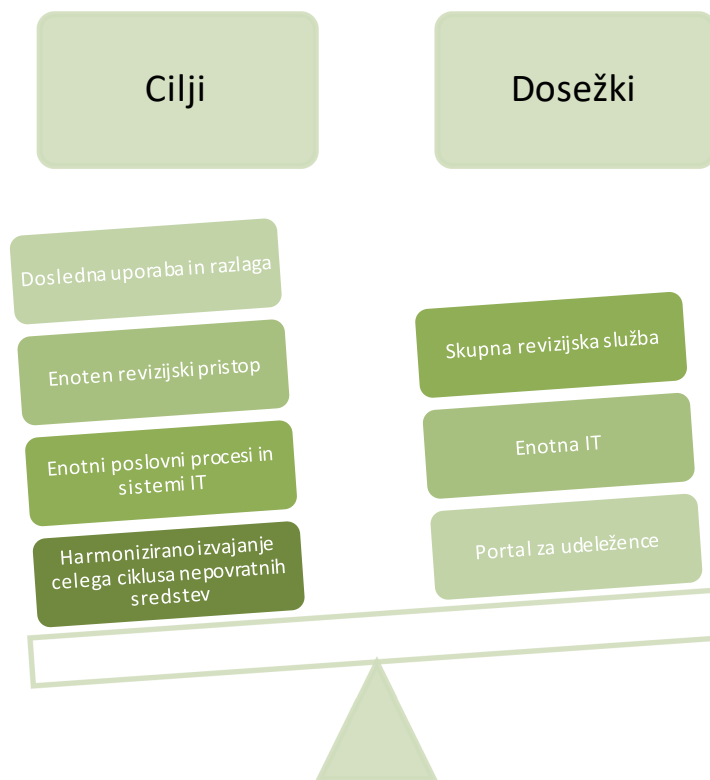 Cilji
Dosežki
Dosledna uporaba in razlaga
Enoten revizijski pristop
Enotni poslovni procesi in
sistemi IT
Harmonizirano izvajanje
celega ciklusa nepovratnih
sredstev
Skupna revizijska služba
Enotna IT
Portal za udeležence